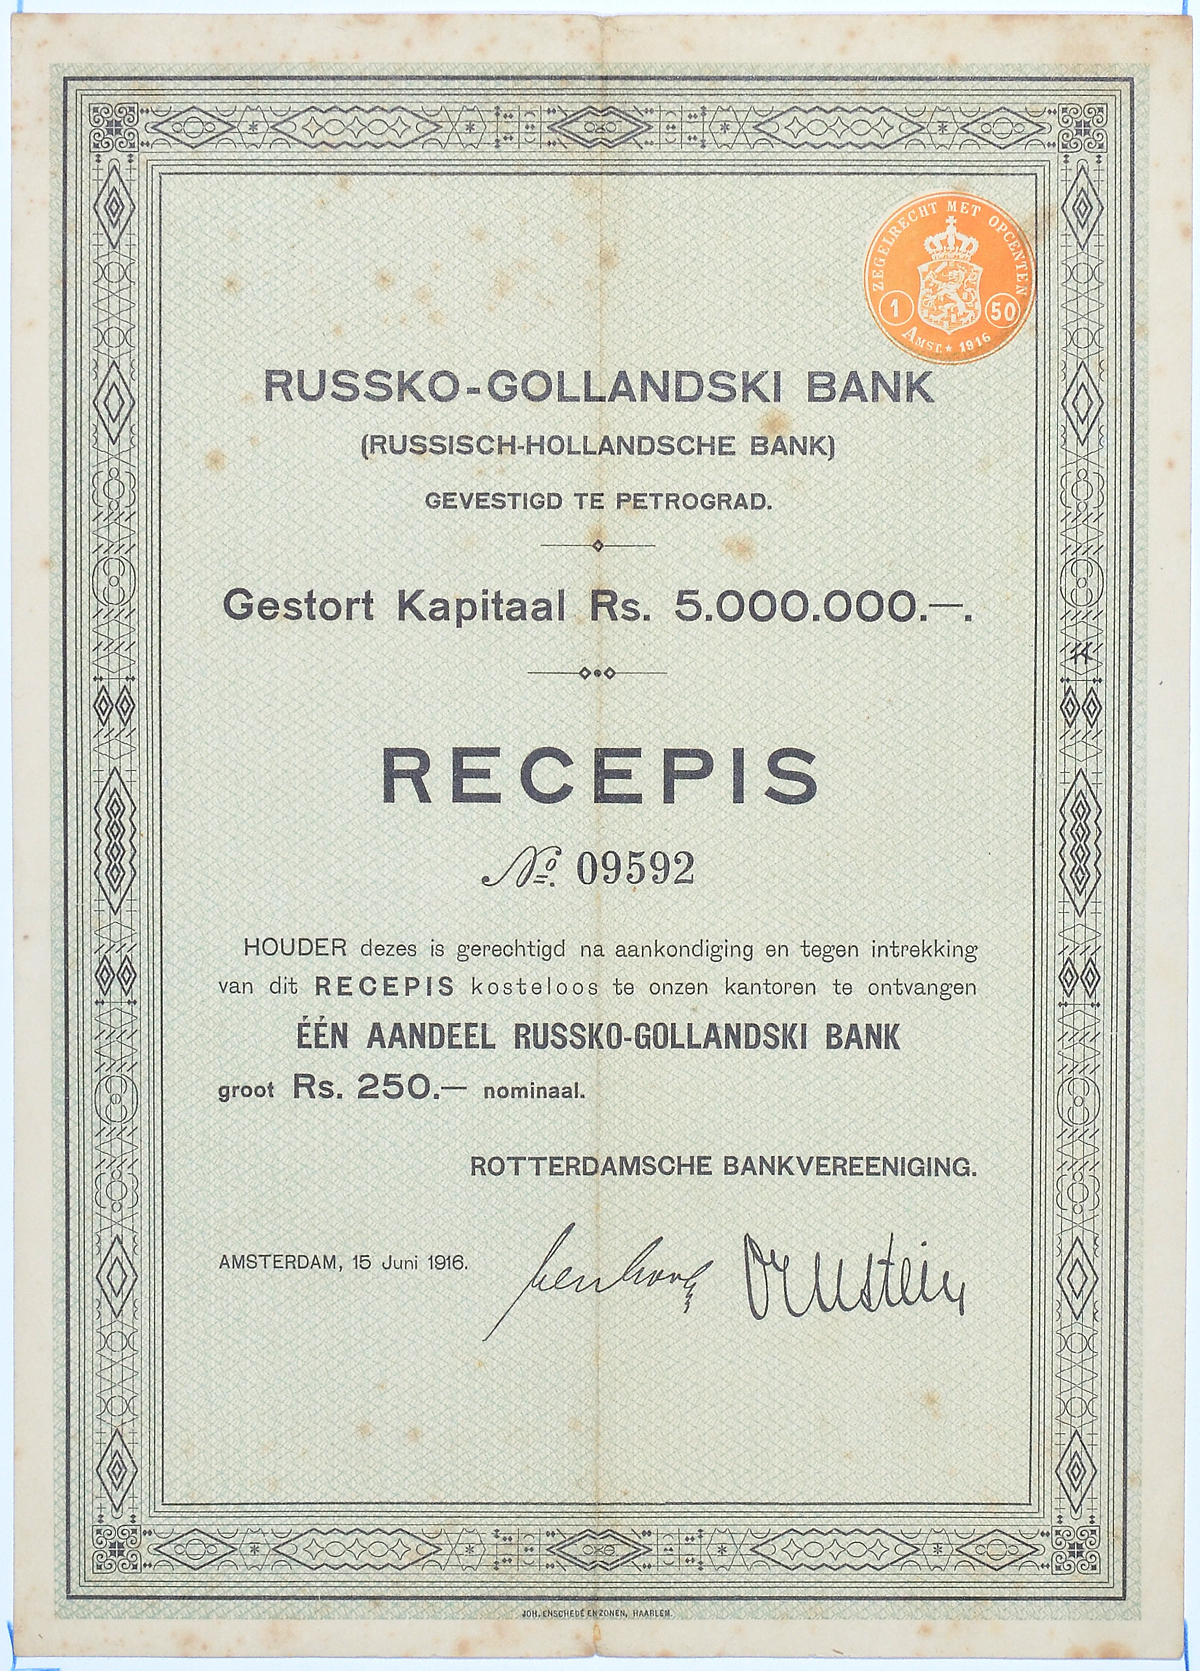 ZEGELRECHT MET OPCENTEN
1 50
AMST. * 1916
RUSSKO-GOLLANDSKI BANK
(RUSSISCH-HOLLANDSCHE BANK)
GEVESTIGD TE PETROGRAD.
Gestort Kapitaal Rs. 5.000.000.—.
RECEPIS
No. 09592
HOUDER dezes is gerechtigd na aankondiging en tegen intrekking
van dit RECEPIS kosteloos te onzen kantoren te ontvangen
ÉÉN AANDEEL RUSSKO-GOLLANDSKI BANK
groot Rs. 250.— nominaal.
ROTTERDAMSCHE BANKVEREENIGING.
AMSTERDAM, 15 Juni 1916.
Ornstein
JOH. ENSCHEDÉ EN ZONEN, HAARLEM.